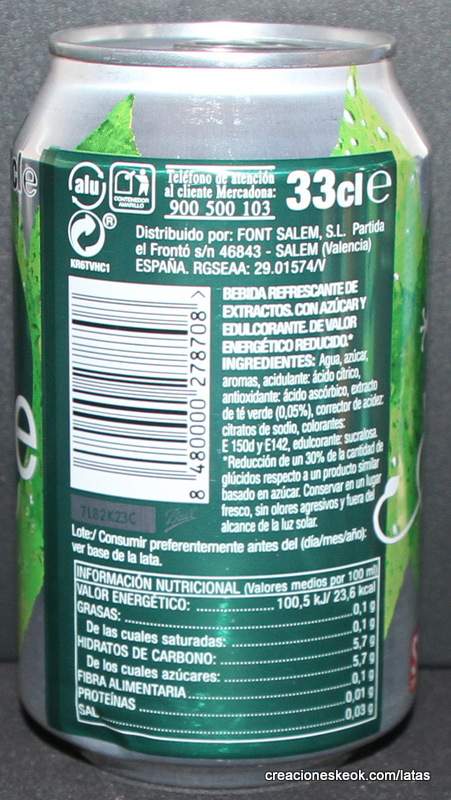 cle
alu
CONTENEDOR
AMARILLO
Teléfono de atención
al cliente Mercadona:
900 500 103
33cl e
®
KR6TVHC1
Distribuido por: FONT SALEM, S.L. Partida
el Frontó s/n 46843 - SALEM (Valencia)
ESPAÑA. RGSEAA: 29.01574/V
BEBIDA REFRESCANTE DE
EXTRACTOS. CON AZÚCAR Y
EDULCORANTE. DE VALOR
ENERGÉTICO REDUCIDO.*
INGREDIENTES: Agua, azúcar,
aromas, acidulante: ácido cítrico,
antioxidante: ácido ascórbico, extracto
de té verde (0,05%), corrector de acidez:
citratos de sodio, colorantes:
E 150d y E142, edulcorante: sucralosa.
*Reducción de un 30% de la cantidad de
glúcidos respecto a un producto similar
basado en azúcar. Conservar en lugar
fresco, sin olores agresivos y fuera del
alcance de la luz solar.
8 480000 278708 >
7L82K23C
Ball
Lote:/ Consumir preferentemente antes del (día/mes/año):
ver base de la lata.
INFORMACIÓN NUTRICIONAL (Valores medios por 100 ml)
VALOR ENERGÉTICO: 100,5 kJ/ 23,6 kcal
GRASAS: 0,1 g
De las cuales saturadas: 0,1 g
HIDRATOS DE CARBONO: 5,7 g
De los cuales azúcares: 5,7 g
FIBRA ALIMENTARIA 0,1 g
PROTEÍNAS 0,01 g
SAL 0,03 g
e
creacioneskeok.com/latas